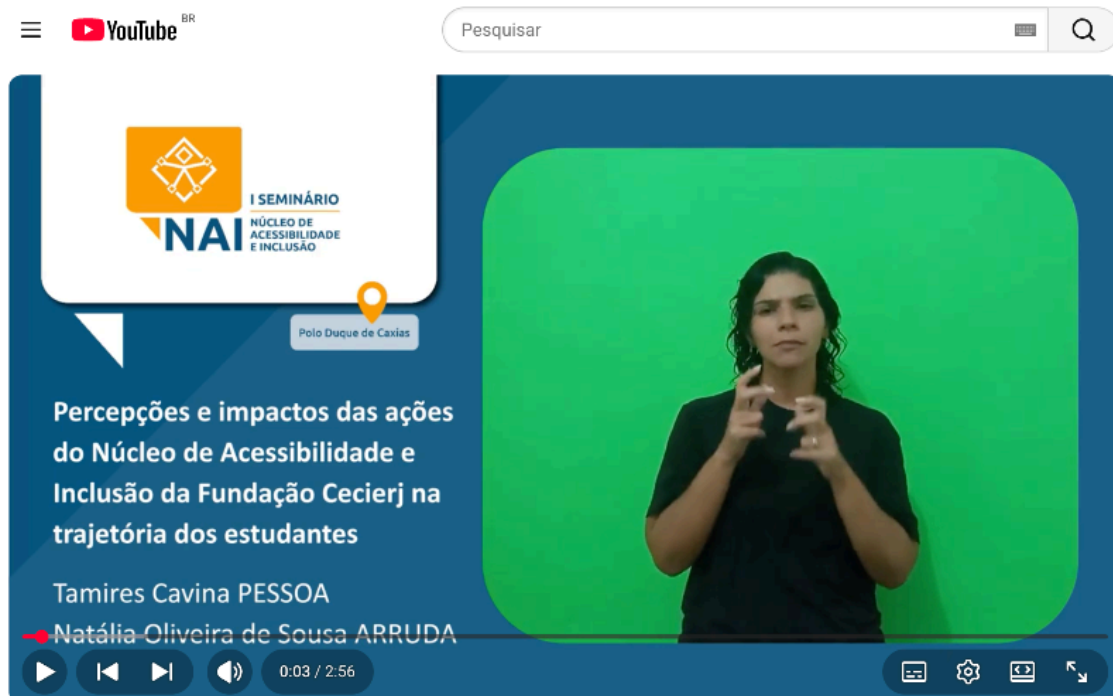 YouTube BR
Pesquisar
I SEMINÁRIO
NAI
NÚCLEO DE
ACESSIBILIDADE
E INCLUSÃO
Polo Duque de Caxias
Percepções e impactos das ações
do Núcleo de Acessibilidade e
Inclusão da Fundação Cecierj na
trajetória dos estudantes
Tamires Cavina PESSOA
Natália Oliveira de Sousa ARRUDA
0:03 / 2:56